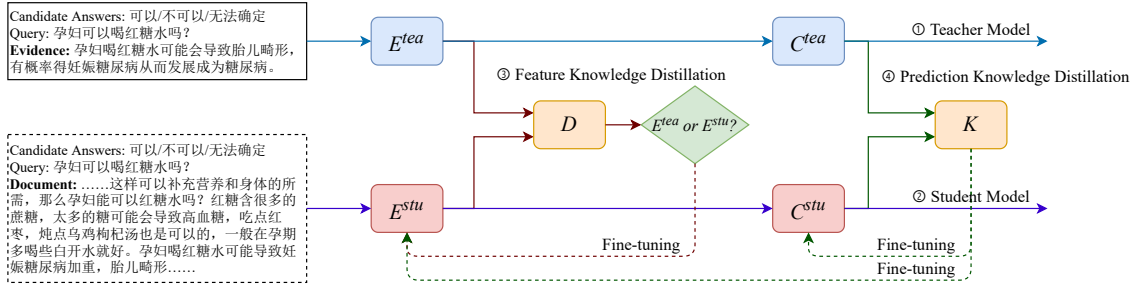 Candidate Answers: 可以/不可以/无法确定
Query: 孕妇可以喝红糖水吗?
Evidence: 孕妇喝红糖水可能会导致胎儿畸形,
有概率得妊娠糖尿病从而发展成为糖尿病。
E^tea
C^tea
① Teacher Model
③ Feature Knowledge Distillation
④ Prediction Knowledge Distillation
D
E^tea or E^stu?
K
Candidate Answers: 可以/不可以/无法确定
Query: 孕妇可以喝红糖水吗?
Document: ……这样可以补充营养和身体的所
需，那么孕妇能可以红糖水吗？红糖含很多的
蔗糖，太多的糖可能会导致高血糖，吃点红
枣，炖点乌鸡枸杞汤也是可以的，一般在孕期
多喝些白开水就好。孕妇喝红糖水可能导致妊
娠糖尿病加重，胎儿畸形……
E^stu
C^stu
② Student Model
Fine-tuning
Fine-tuning
Fine-tuning